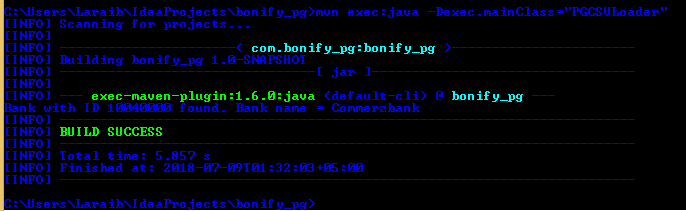 C:\Users\Laraib\IdeaProjects\bonify_pg>mvn exec:java -Dexec.mainClass="PGCSVLoader"
[INFO] Scanning for projects...
[INFO]
[INFO] ----------------------< com.bonify_pg:bonify_pg >-----------------------
[INFO] Building bonify_pg 1.0-SNAPSHOT
[INFO] --------------------------------[ jar ]---------------------------------
[INFO]
[INFO] --- exec-maven-plugin:1.6.0:java (default-cli) @ bonify_pg ---
Bank with ID 10040000 found. Bank name = Commerzbank
[INFO] ------------------------------------------------------------------------
[INFO] BUILD SUCCESS
[INFO] ------------------------------------------------------------------------
[INFO] Total time: 5.857 s
[INFO] Finished at: 2018-07-09T01:32:03+05:00
[INFO] ------------------------------------------------------------------------
C:\Users\Laraib\IdeaProjects\bonify_pg>